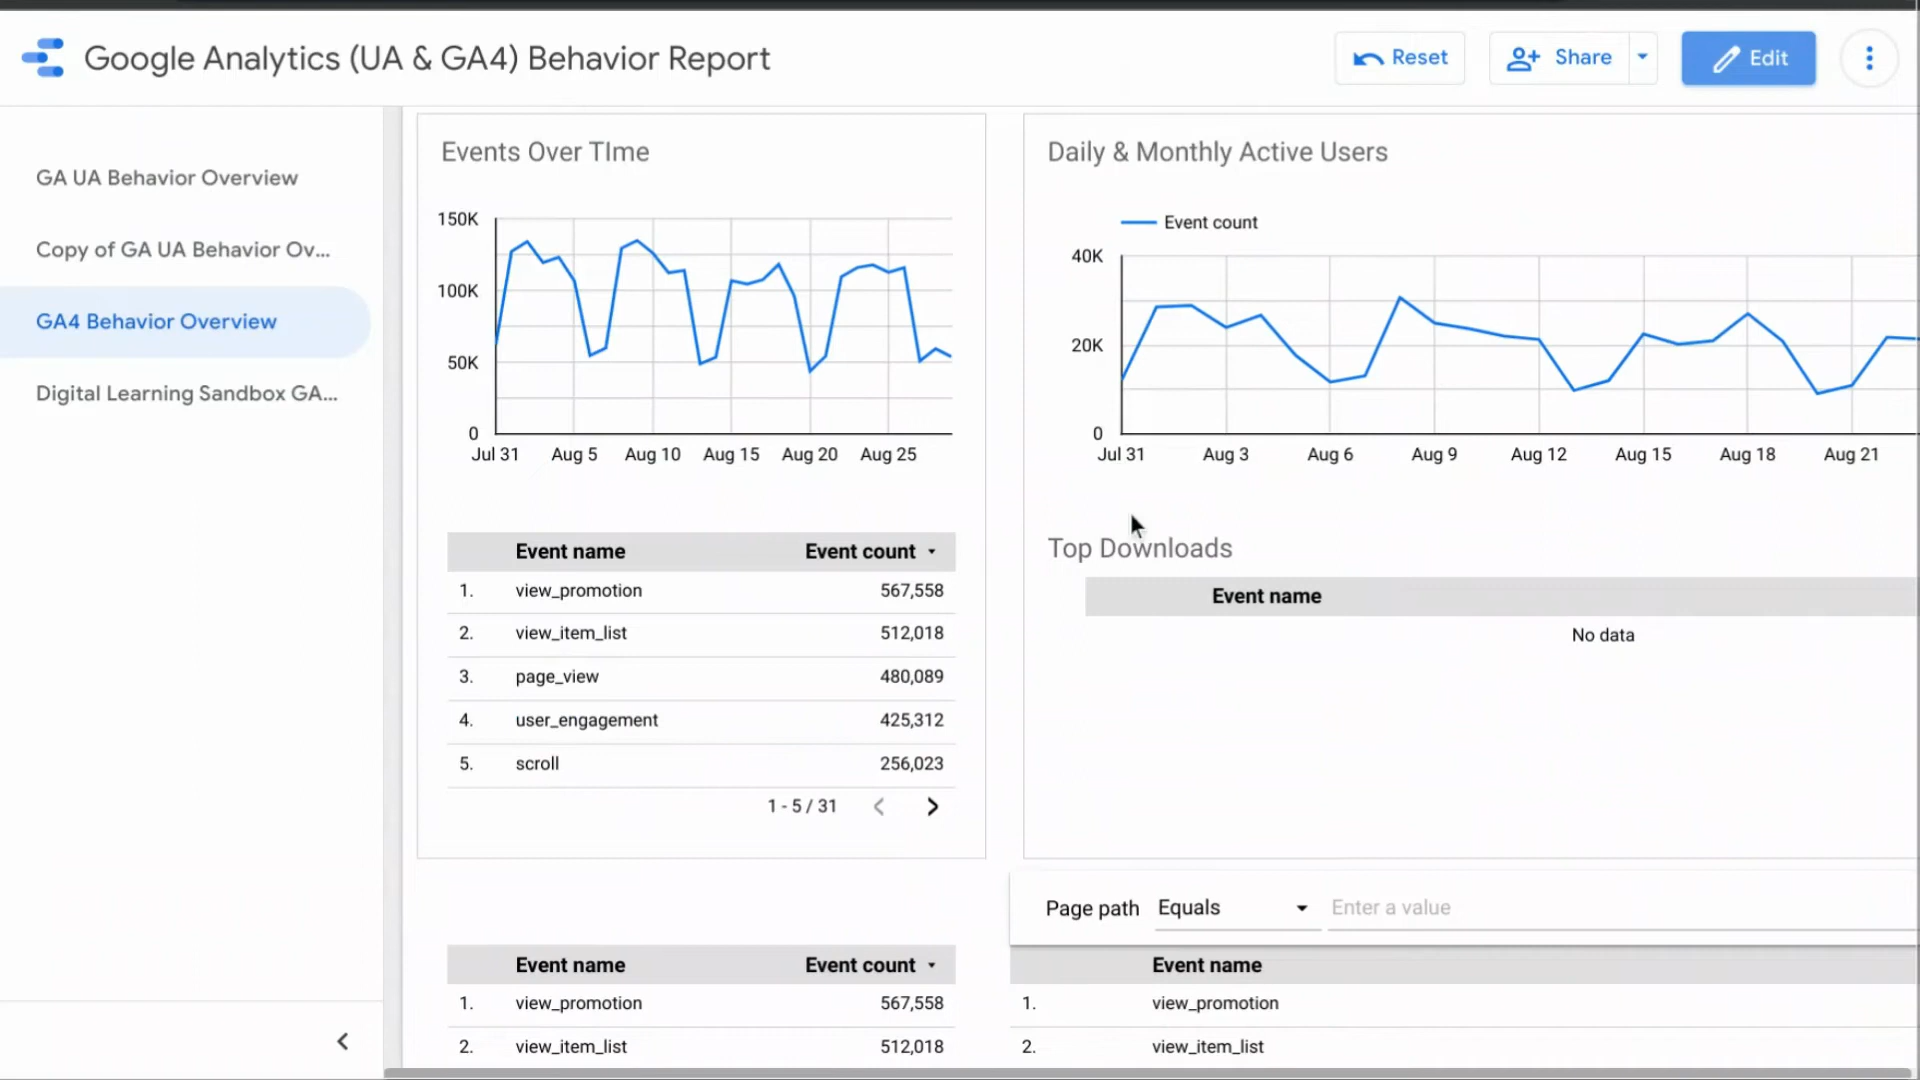 Google Analytics (UA & GA4) Behavior Report
Reset
Share
Edit
GA UA Behavior Overview
Copy of GA UA Behavior Ov...
GA4 Behavior Overview
Digital Learning Sandbox GA...
Events Over TIme
150K
100K
50K
0
Jul 31 Aug 5 Aug 10 Aug 15 Aug 20 Aug 25
Event name Event count
1. view_promotion 567,558
2. view_item_list 512,018
3. page_view 480,089
4. user_engagement 425,312
5. scroll 256,023
1 - 5 / 31
Daily & Monthly Active Users
Event count
40K
20K
0
Jul 31 Aug 3 Aug 6 Aug 9 Aug 12 Aug 15 Aug 18 Aug 21
Top Downloads
Event name
No data
Page path Equals Enter a value
Event name Event count
1. view_promotion 567,558
2. view_item_list 512,018
Event name
1. view_promotion
2. view_item_list